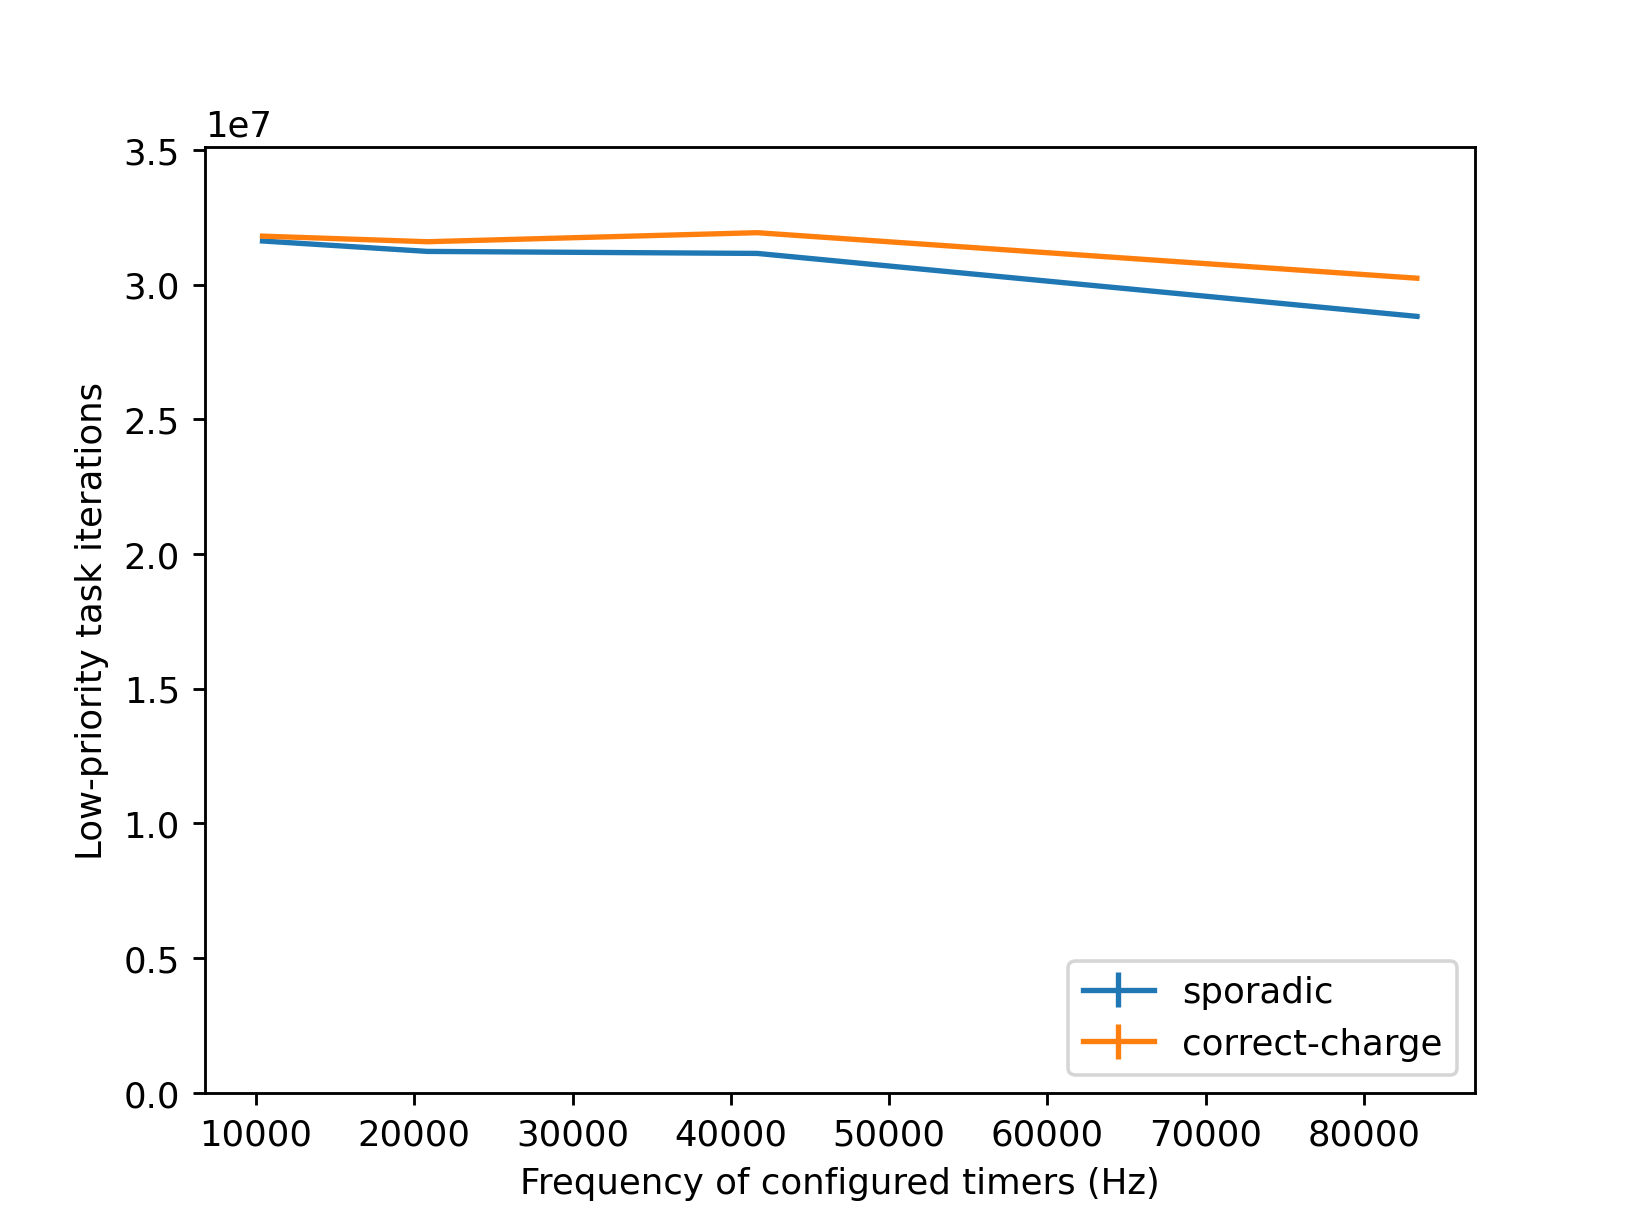 1e7
3.5
3.0
2.5
2.0
1.5
1.0
0.5
0.0
Low-priority task iterations
sporadic
correct-charge
10000 20000 30000 40000 50000 60000 70000 80000
Frequency of configured timers (Hz)